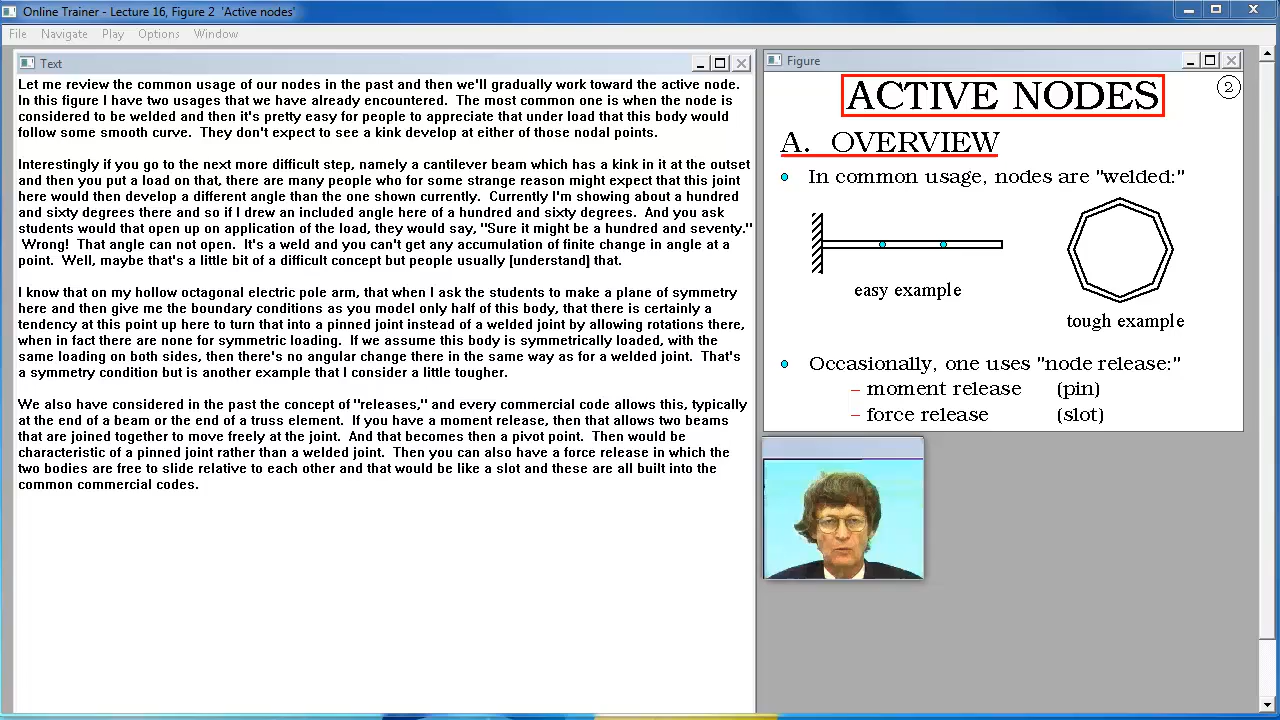 Online Trainer - Lecture 16, Figure 2  'Active nodes'
File Navigate Play Options Window
Text
Let me review the common usage of our nodes in the past and then we'll gradually work toward the active node.
In this figure I have two usages that we have already encountered.  The most common one is when the node is
considered to be welded and then it's pretty easy for people to appreciate that under load that this body would
follow some smooth curve.  They don't expect to see a kink develop at either of those nodal points.
Interestingly if you go to the next more difficult step, namely a cantilever beam which has a kink in it at the outset
and then you put a load on that, there are many people who for some strange reason might expect that this joint
here would then develop a different angle than the one shown currently.  Currently I'm showing about a hundred
and sixty degrees there and so if I drew an included angle here of a hundred and sixty degrees.  And you ask
students would that open up on application of the load, they would say, "Sure it might be a hundred and seventy."
Wrong!  That angle can not open.  It's a weld and you can't get any accumulation of finite change in angle at a
point.  Well, maybe that's a little bit of a difficult concept but people usually [understand] that.
I know that on my hollow octagonal electric pole arm, that when I ask the students to make a plane of symmetry
here and then give me the boundary conditions as you model only half of this body, that there is certainly a
tendency at this point up here to turn that into a pinned joint instead of a welded joint by allowing rotations there,
when in fact there are none for symmetric loading.  If we assume this body is symmetrically loaded, with the
same loading on both sides, then there's no angular change there in the same way as for a welded joint.  That's
a symmetry condition but is another example that I consider a little tougher.
We also have considered in the past the concept of "releases," and every commercial code allows this, typically
at the end of a beam or the end of a truss element.  If you have a moment release, then that allows two beams
that are joined together to move freely at the joint.  And that becomes then a pivot point.  Then would be
characteristic of a pinned joint rather than a welded joint.  Then you can also have a force release in which the
two bodies are free to slide relative to each other and that would be like a slot and these are all built into the
common commercial codes.
Figure
ACTIVE NODES
2
A. OVERVIEW
In common usage, nodes are "welded:"
easy example
tough example
Occasionally, one uses "node release:"
– moment release (pin)
– force release (slot)